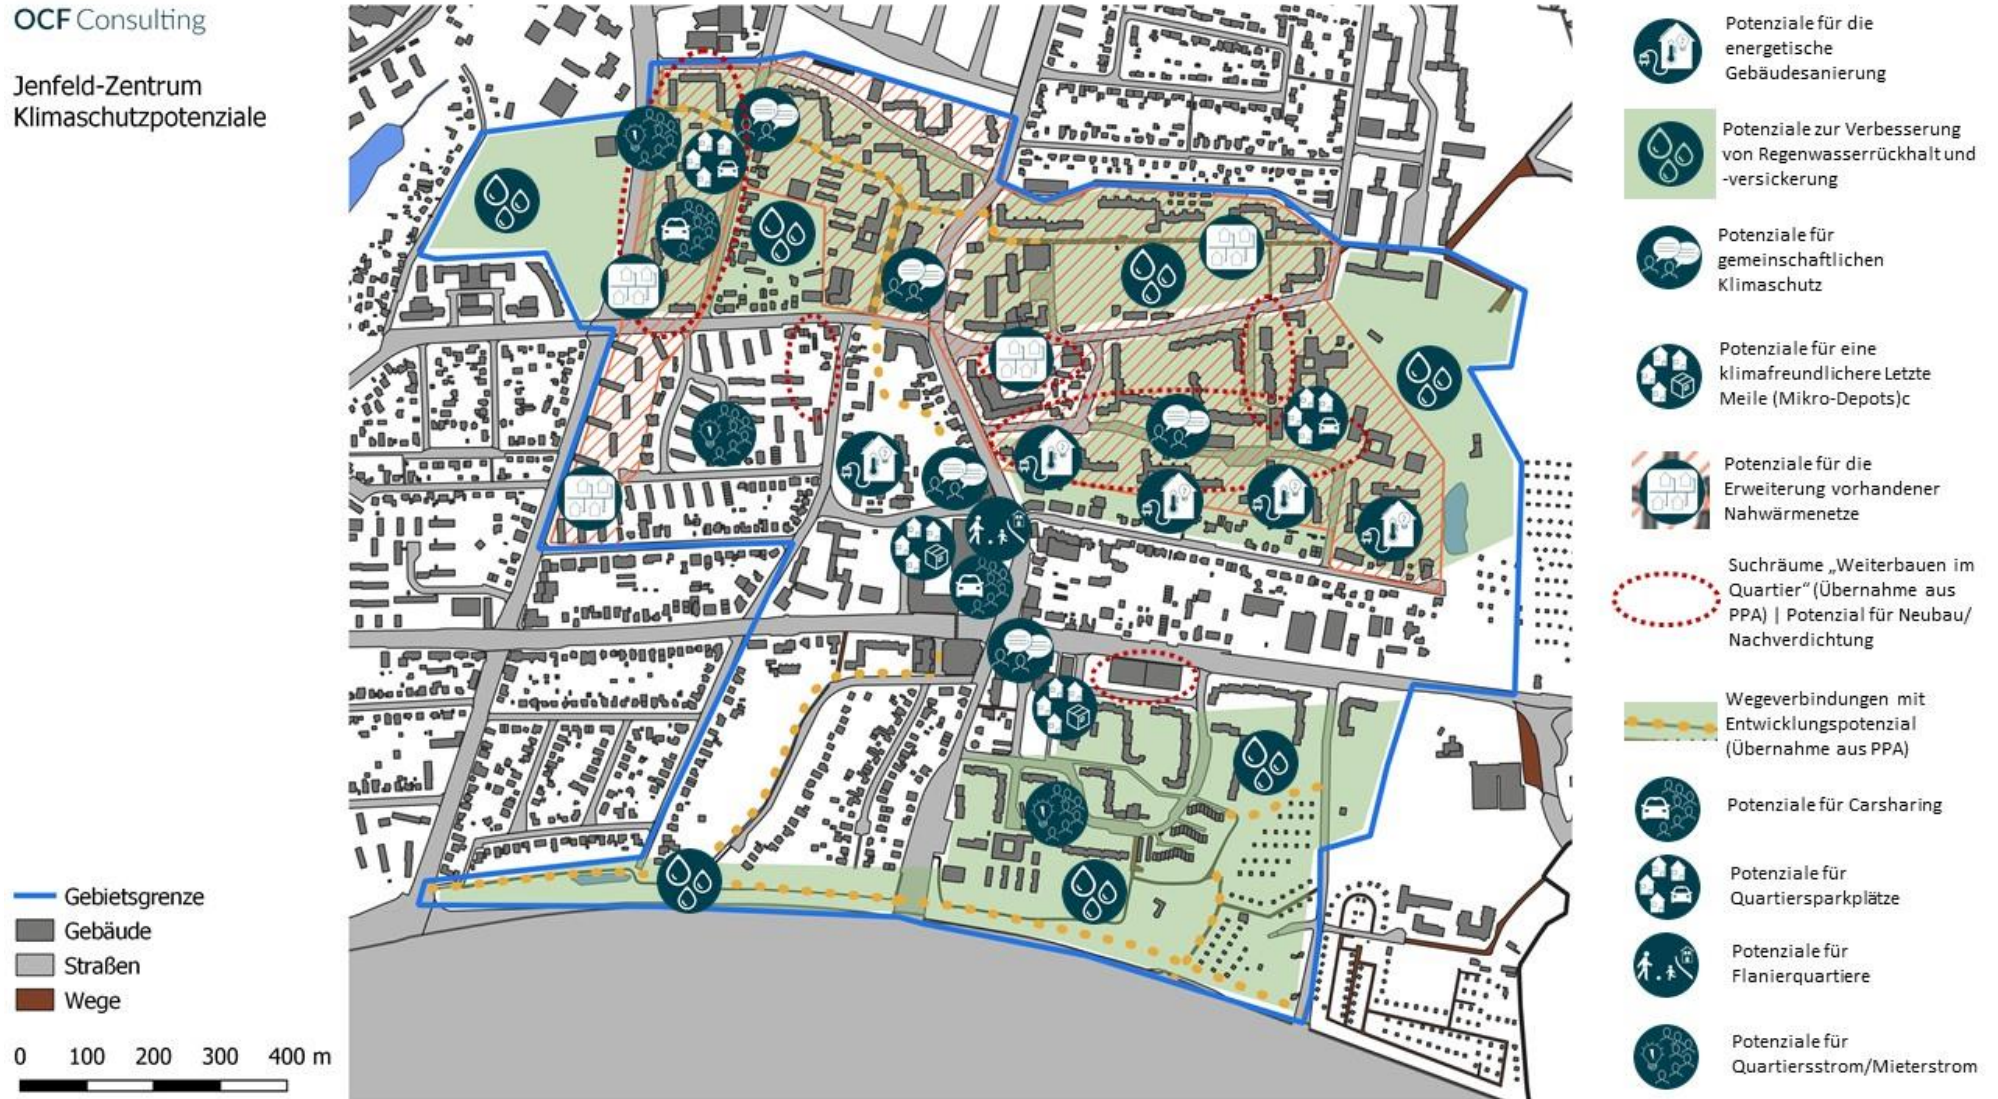 OCF Consulting
Jenfeld-Zentrum
Klimaschutzpotenziale
Gebietsgrenze
Gebäude
Straßen
Wege
0 100 200 300 400 m
Potenziale für die
energetische
Gebäudesanierung
Potenziale zur Verbesserung
von Regenwasserrückhalt und
-versickerung
Potenziale für
gemeinschaftlichen
Klimaschutz
Potenziale für eine
klimafreundlichere Letzte
Meile (Mikro-Depots)c
Potenziale für die
Erweiterung vorhandener
Nahwärmenetze
Suchräume „Weiterbauen im
Quartier“ (Übernahme aus
PPA) | Potenzial für Neubau/
Nachverdichtung
Wegeverbindungen mit
Entwicklungspotenzial
(Übernahme aus PPA)
Potenziale für Carsharing
Potenziale für
Quartiersparkplätze
Potenziale für
Flanierquartiere
Potenziale für
Quartiersstrom/Mieterstrom